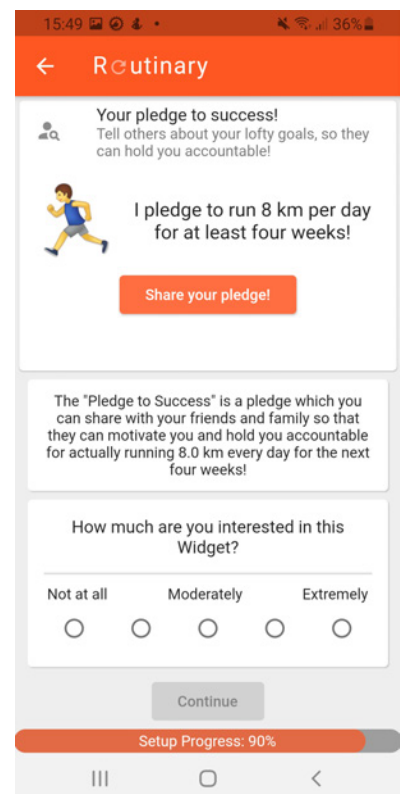 15:49 36%
Routinary
Your pledge to success!
Tell others about your lofty goals, so they
can hold you accountable!
I pledge to run 8 km per day
for at least four weeks!
Share your pledge!
The "Pledge to Success" is a pledge which you
can share with your friends and family so that
they can motivate you and hold you accountable
for actually running 8.0 km every day for the next
four weeks!
How much are you interested in this
Widget?
Not at all Moderately Extremely
Continue
Setup Progress: 90%